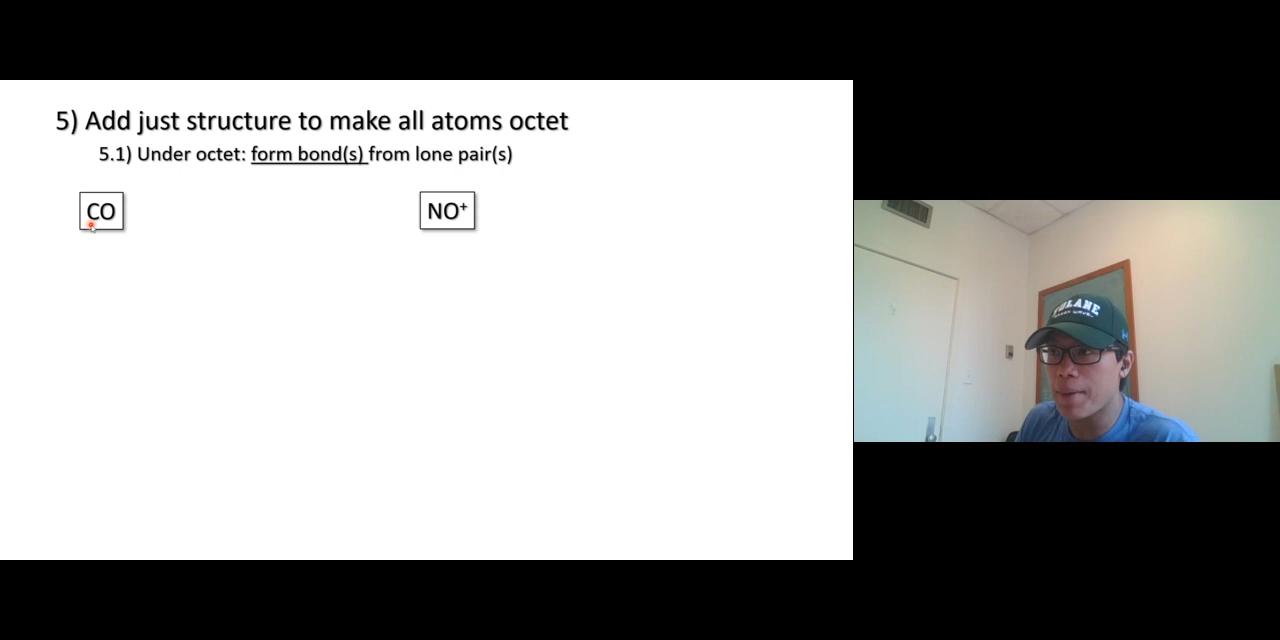 5) Add just structure to make all atoms octet
5.1) Under octet: form bond(s) from lone pair(s)
CO
NO⁺
TULANE